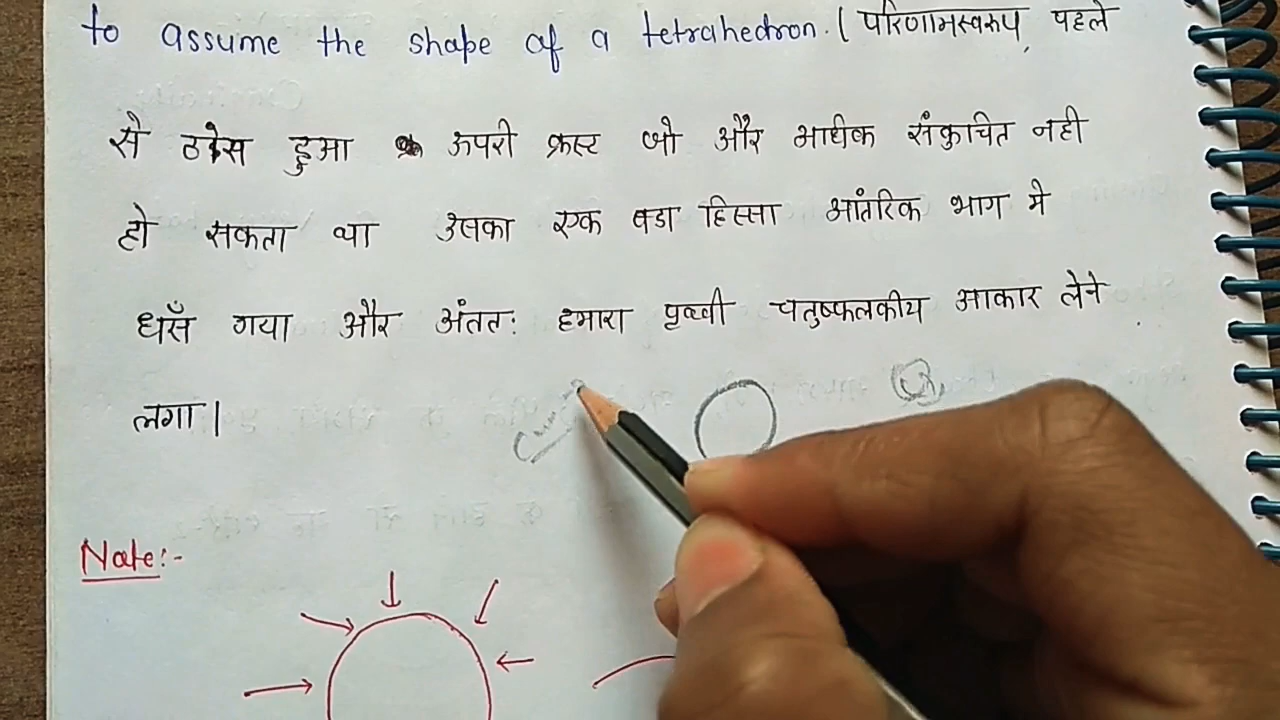 to assume the shape of a tetrahedron. ( परिणामस्वरूप, पहले
से ठोस हुआ ऊपरी क्रस्ट जो और अधिक संकुचित नही
हो सकता था उसका एक बडा हिस्सा आंतरिक भाग मे
धँस गया और अंततः हमारा पृथ्वी चतुष्फलकीय आकार लेने
लगा।
Note:-